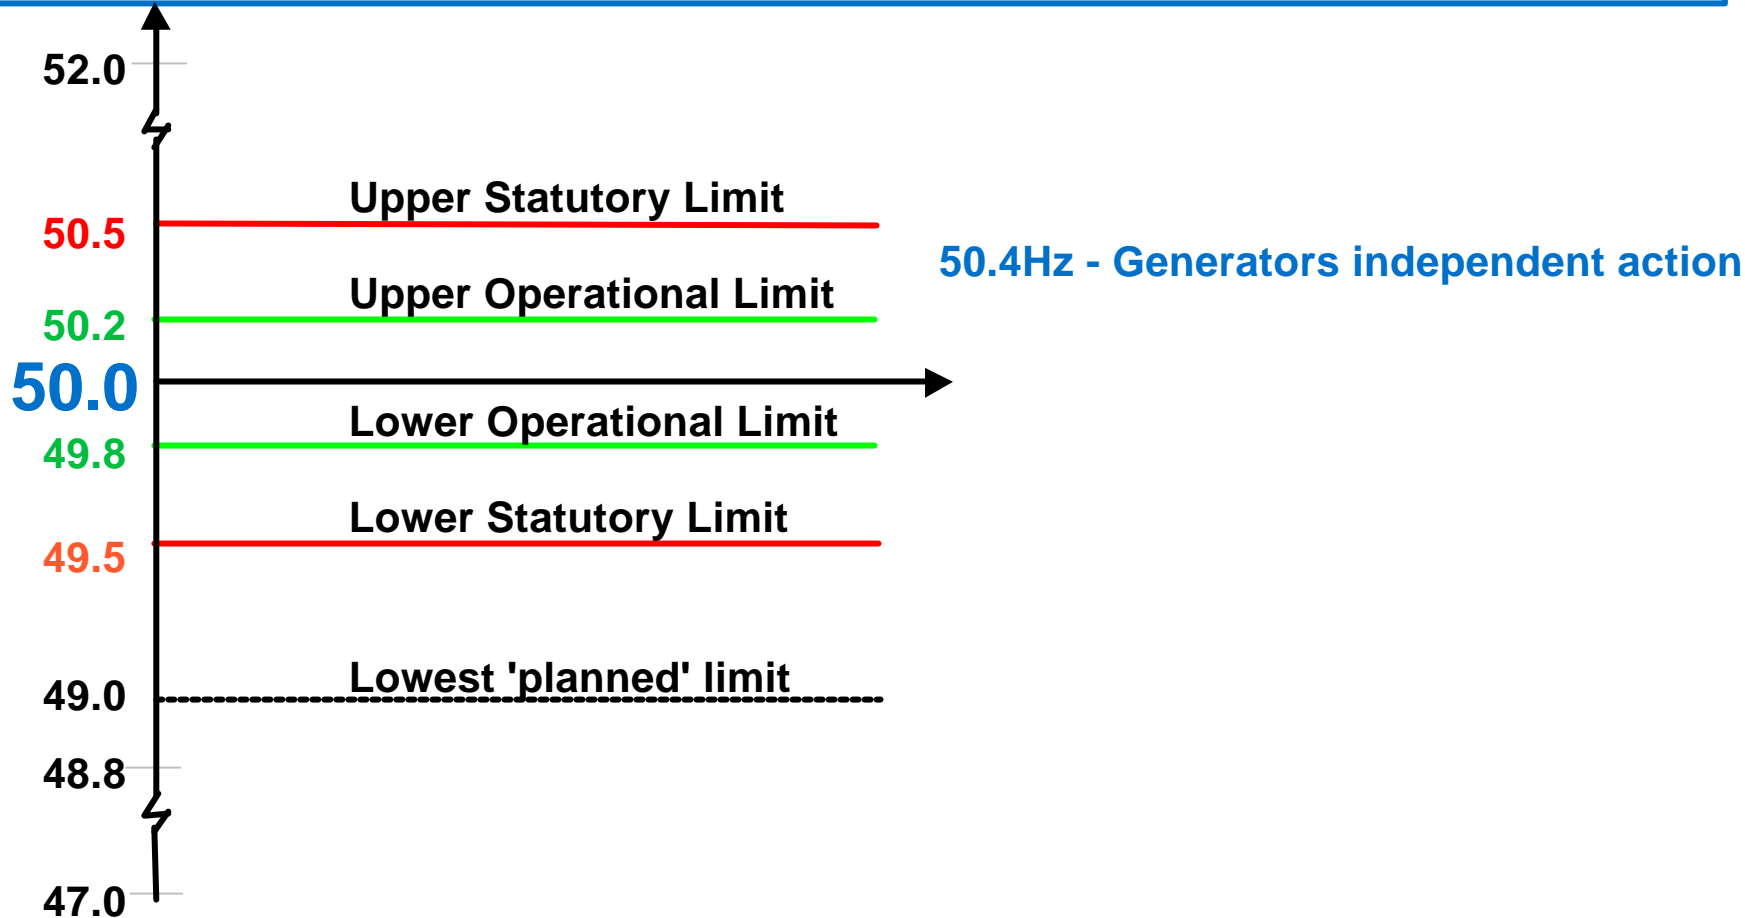 52.0
Upper Statutory Limit
50.5
50.4Hz - Generators independent action
Upper Operational Limit
50.2
50.0
Lower Operational Limit
49.8
Lower Statutory Limit
49.5
Lowest 'planned' limit
49.0
48.8
47.0